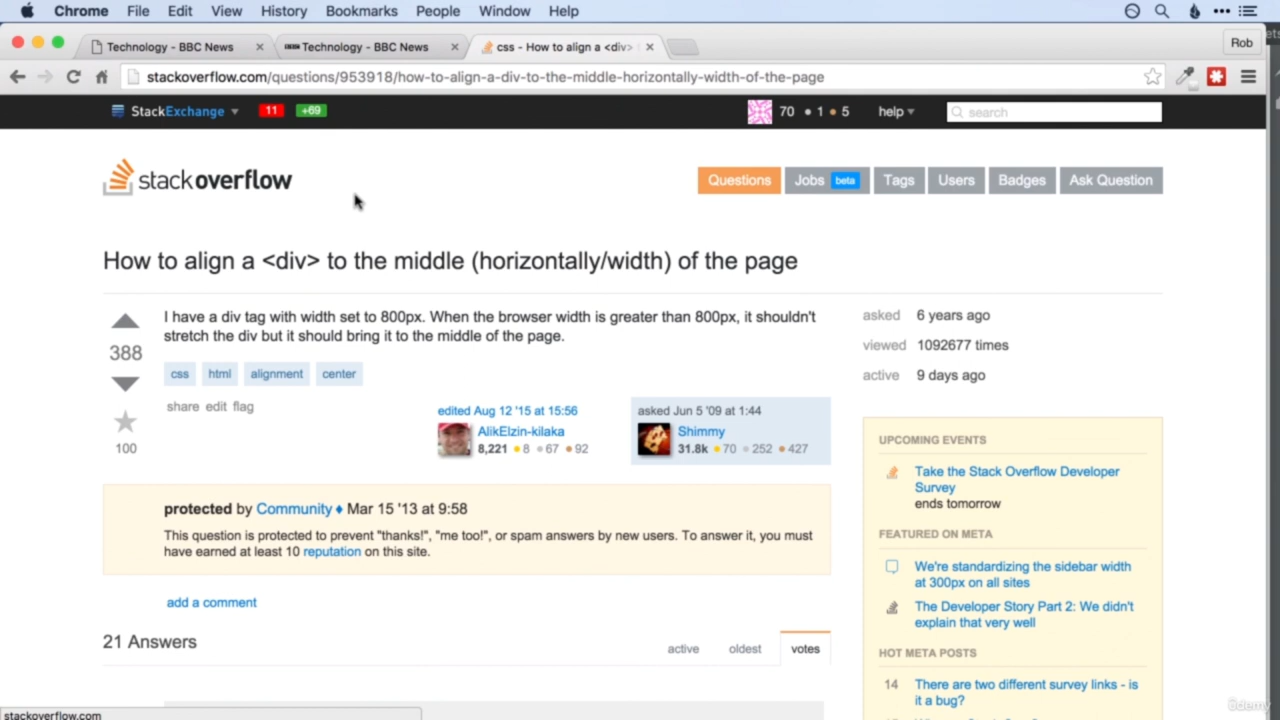 Chrome File Edit View History Bookmarks People Window Help
Technology - BBC News
Technology - BBC News
css - How to align a <div>
Rob
stackoverflow.com/questions/953918/how-to-align-a-div-to-the-middle-horizontally-width-of-the-page
StackExchange 11 +69 70 1 5 help search
stackoverflow
Questions Jobs beta Tags Users Badges Ask Question
How to align a <div> to the middle (horizontally/width) of the page
388
I have a div tag with width set to 800px. When the browser width is greater than 800px, it shouldn't
stretch the div but it should bring it to the middle of the page.
css html alignment center
share edit flag
100
edited Aug 12 '15 at 15:56
AlikElzin-kilaka
8,221 8 67 92
asked Jun 5 '09 at 1:44
Shimmy
31.8k 70 252 427
asked 6 years ago
viewed 1092677 times
active 9 days ago
protected by Community ♦ Mar 15 '13 at 9:58
This question is protected to prevent "thanks!", "me too!", or spam answers by new users. To answer it, you must
have earned at least 10 reputation on this site.
add a comment
21 Answers
active oldest votes
UPCOMING EVENTS
Take the Stack Overflow Developer
Survey
ends tomorrow
FEATURED ON META
We're standardizing the sidebar width
at 300px on all sites
The Developer Story Part 2: We didn't
explain that very well
HOT META POSTS
14 There are two different survey links - is
it a bug?
stackoverflow.com
ûdemy